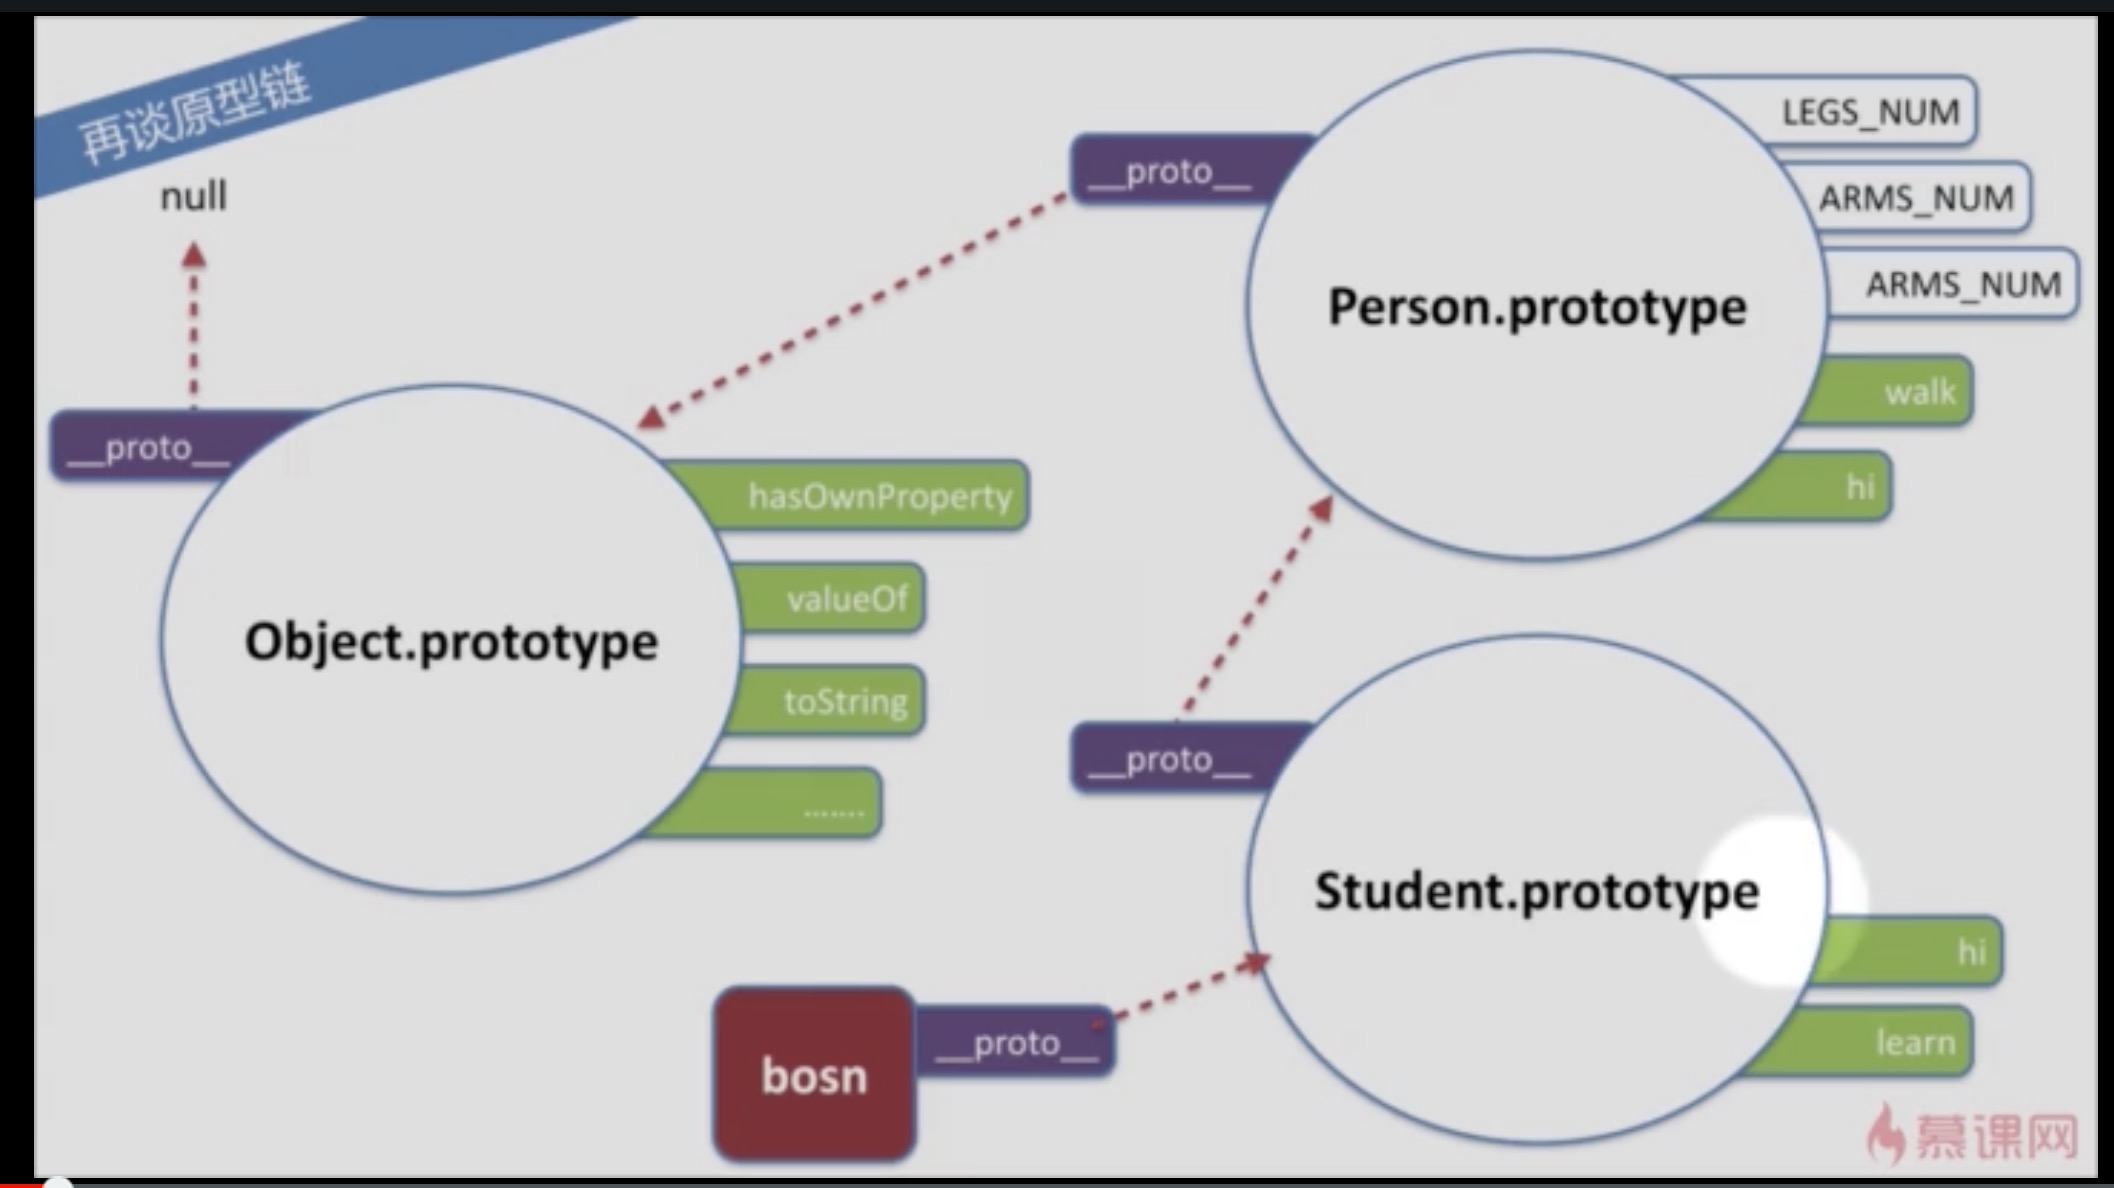 再谈原型链
null
__proto__
Object.prototype
hasOwnProperty
valueOf
toString
.......
__proto__
Person.prototype
LEGS_NUM
ARMS_NUM
ARMS_NUM
walk
hi
__proto__
Student.prototype
hi
learn
bosn
__proto__
慕课网